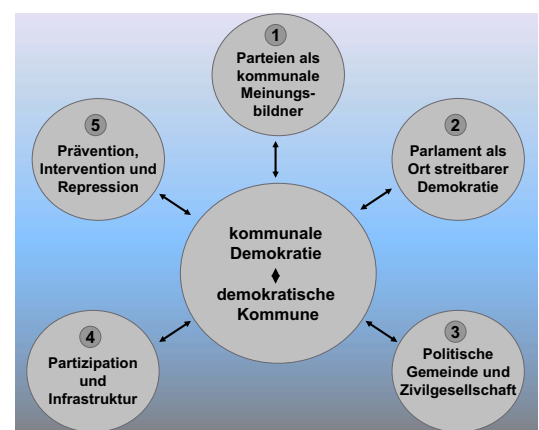 1
Parteien als
kommunale
Meinungs-
bildner
2
Parlament als
Ort streitbarer
Demokratie
3
Politische
Gemeinde und
Zivilgesellschaft
4
Partizipation
und
Infrastruktur
5
Prävention,
Intervention und
Repression
kommunale
Demokratie
demokratische
Kommune